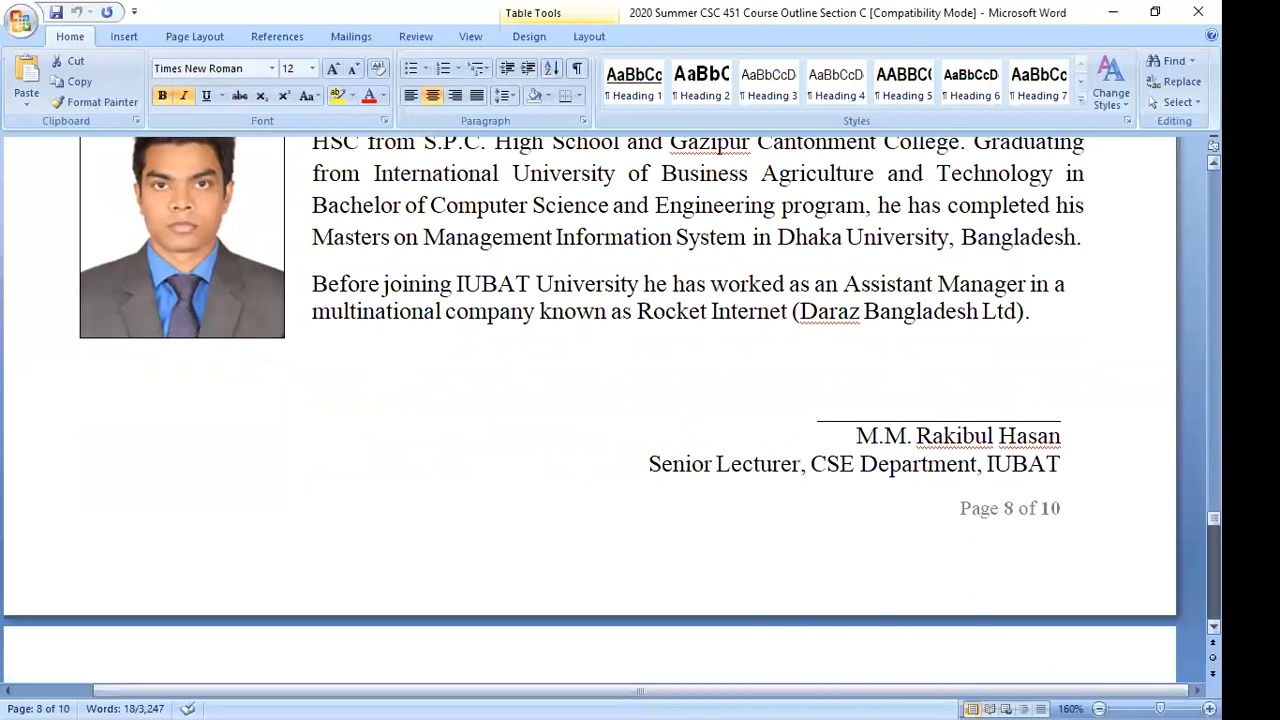 Table Tools
2020 Summer CSC 451 Course Outline Section C [Compatibility Mode] - Microsoft Word
Home Insert Page Layout References Mailings Review View Design Layout
Paste
Cut
Copy
Format Painter
Clipboard
Times New Roman 12
Font
Paragraph
AaBbCc AaBbC AaBbCcD AaBbCcD AABBC AaBbCcD AaBbCc
¶ Heading 1 ¶ Heading 2 ¶ Heading 3 ¶ Heading 4 ¶ Heading 5 ¶ Heading 6 ¶ Heading 7
Styles
Change
Styles
Find
Replace
Select
Editing
HSC from S.P.C. High School and Gazipur Cantonment College. Graduating
from International University of Business Agriculture and Technology in
Bachelor of Computer Science and Engineering program, he has completed his
Masters on Management Information System in Dhaka University, Bangladesh.
Before joining IUBAT University he has worked as an Assistant Manager in a
multinational company known as Rocket Internet (Daraz Bangladesh Ltd).
M.M. Rakibul Hasan
Senior Lecturer, CSE Department, IUBAT
Page 8 of 10
Page: 8 of 10 Words: 18/3,247 160%